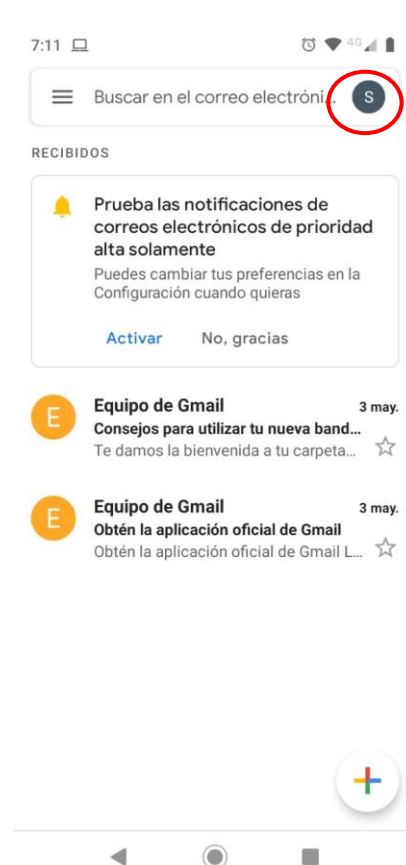 7:11
4G
Buscar en el correo electróni...
S
RECIBIDOS
Prueba las notificaciones de
correos electrónicos de prioridad
alta solamente
Puedes cambiar tus preferencias en la
Configuración cuando quieras
Activar No, gracias
E
Equipo de Gmail 3 may.
Consejos para utilizar tu nueva band...
Te damos la bienvenida a tu carpeta...
E
Equipo de Gmail 3 may.
Obtén la aplicación oficial de Gmail
Obtén la aplicación oficial de Gmail L...